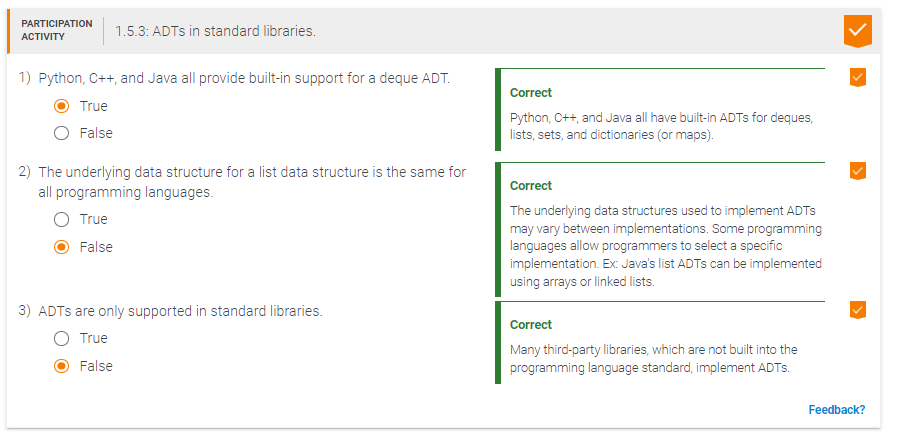 PARTICIPATION
ACTIVITY
1.5.3: ADTs in standard libraries.
1) Python, C++, and Java all provide built-in support for a deque ADT.
True
False
Correct
Python, C++, and Java all have built-in ADTs for deques,
lists, sets, and dictionaries (or maps).
2) The underlying data structure for a list data structure is the same for
all programming languages.
True
False
Correct
The underlying data structures used to implement ADTs
may vary between implementations. Some programming
languages allow programmers to select a specific
implementation. Ex: Java's list ADTs can be implemented
using arrays or linked lists.
3) ADTs are only supported in standard libraries.
True
False
Correct
Many third-party libraries, which are not built into the
programming language standard, implement ADTs.
Feedback?